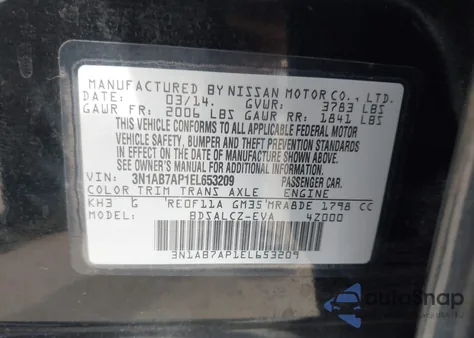 MANUFACTURED BY NISSAN MOTOR CO., LTD.
DATE: 03/14. GVWR: 3783 LBS
GAWR FR: 2006 LBS GAWR RR: 1841 LBS
THIS VEHICLE CONFORMS TO ALL APPLICABLE FEDERAL MOTOR
VEHICLE SAFETY, BUMPER AND THEFT PREVENTION STANDARDS
IN EFFECT ON THE DATE OF MANUFACTURE SHOWN ABOVE.
SEE OWNER'S MANUAL FOR ADDITIONAL INFORMATION.
VIN: 3N1AB7AP1EL653209 PASSENGER CAR.
COLOR TRIM TRANS AXLE ENGINE
KH3 G RE0F11A GM35 MRA8DE 1798 CC
MODEL: BDSALCZ-EVA 4Z000
3N1AB7AP1EL653209
AutoSnap